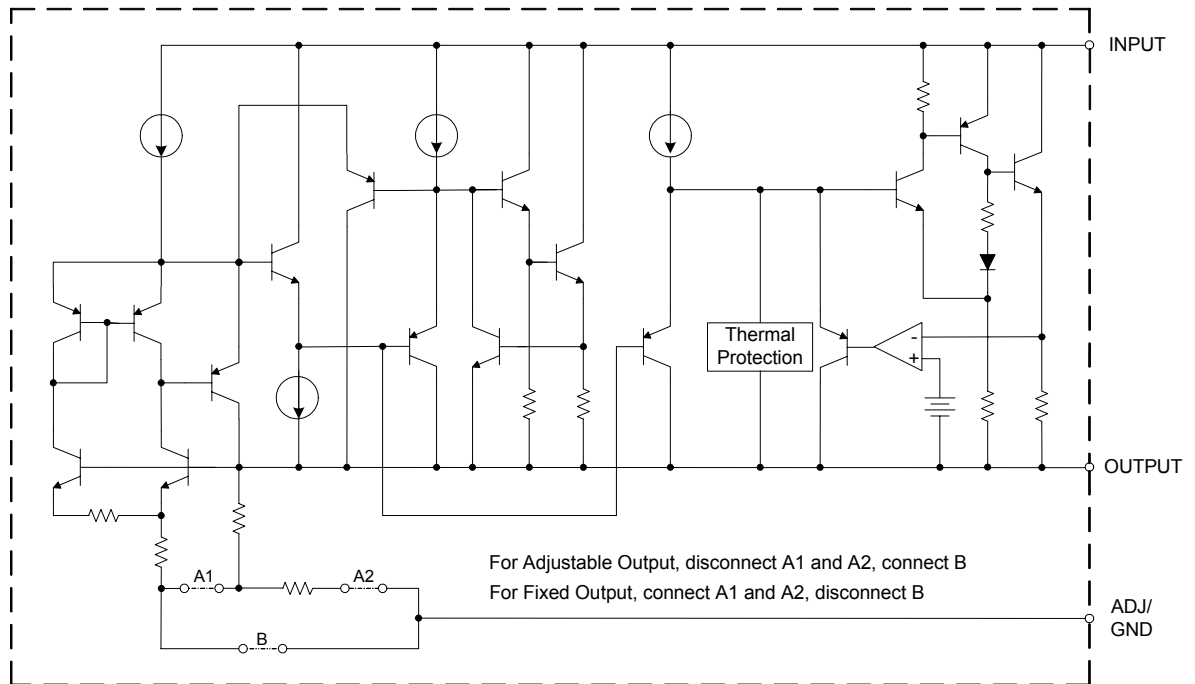 INPUT
Thermal
Protection
-
+
OUTPUT
For Adjustable Output, disconnect A1 and A2, connect B
A1
A2
For Fixed Output, connect A1 and A2, disconnect B
ADJ/
GND
B